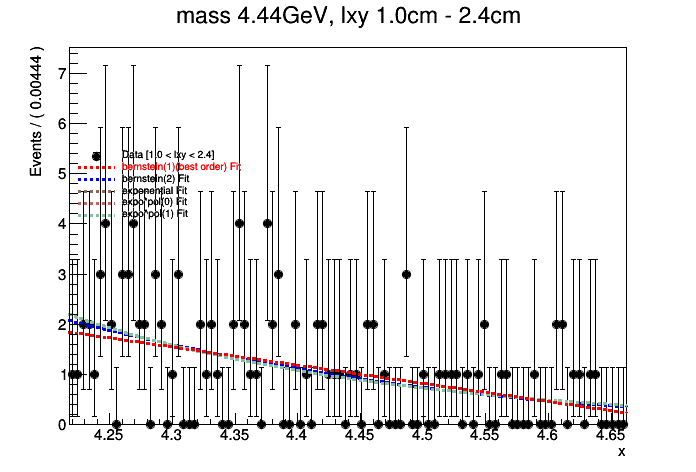 mass 4.44GeV, lxy 1.0cm - 2.4cm
Events / ( 0.00444 )
7
6
5
4
3
2
1
0
Data [1.0 < lxy < 2.4]
bernstein(1)(best order) Fit
bernstein(2) Fit
exponential Fit
expo*pol(0) Fit
expo*pol(1) Fit
4.25 4.3 4.35 4.4 4.45 4.5 4.55 4.6 4.65
x